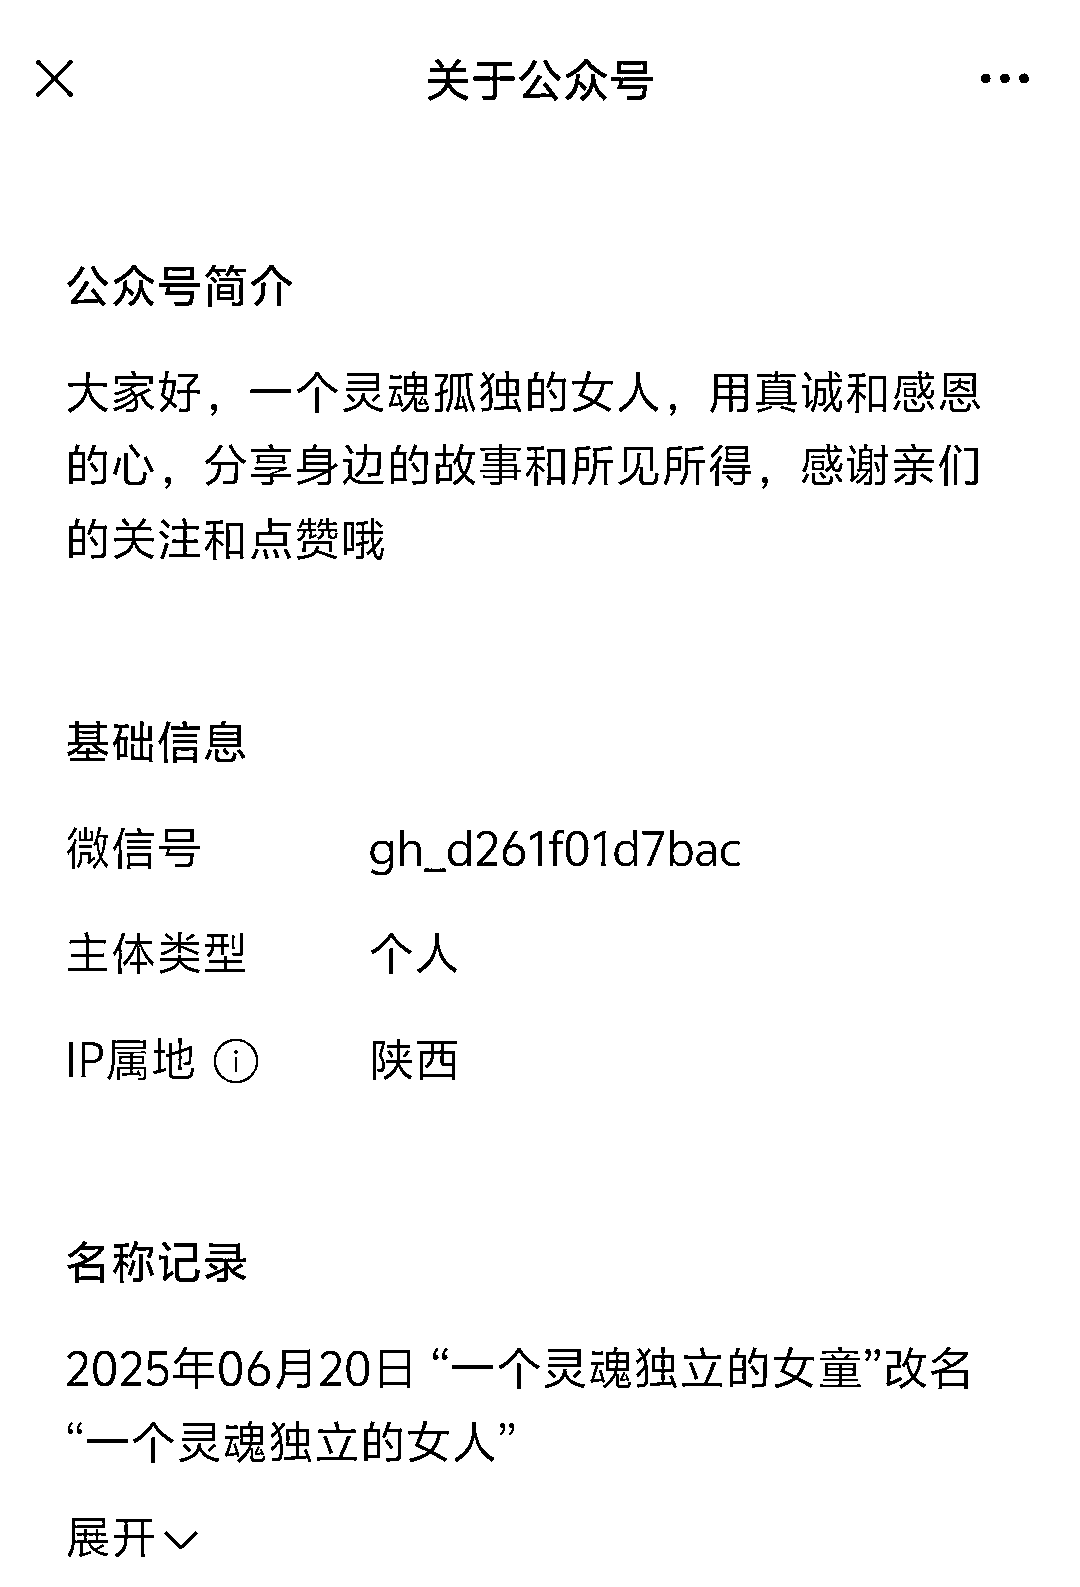 关于公众号
公众号简介
大家好，一个灵魂孤独的女人，用真诚和感恩
的心，分享身边的故事和所见所得，感谢亲们
的关注和点赞哦
基础信息
微信号 gh_d261f01d7bac
主体类型 个人
IP属地 陕西
名称记录
2025年06月20日 “一个灵魂独立的女童”改名
“一个灵魂独立的女人”
展开